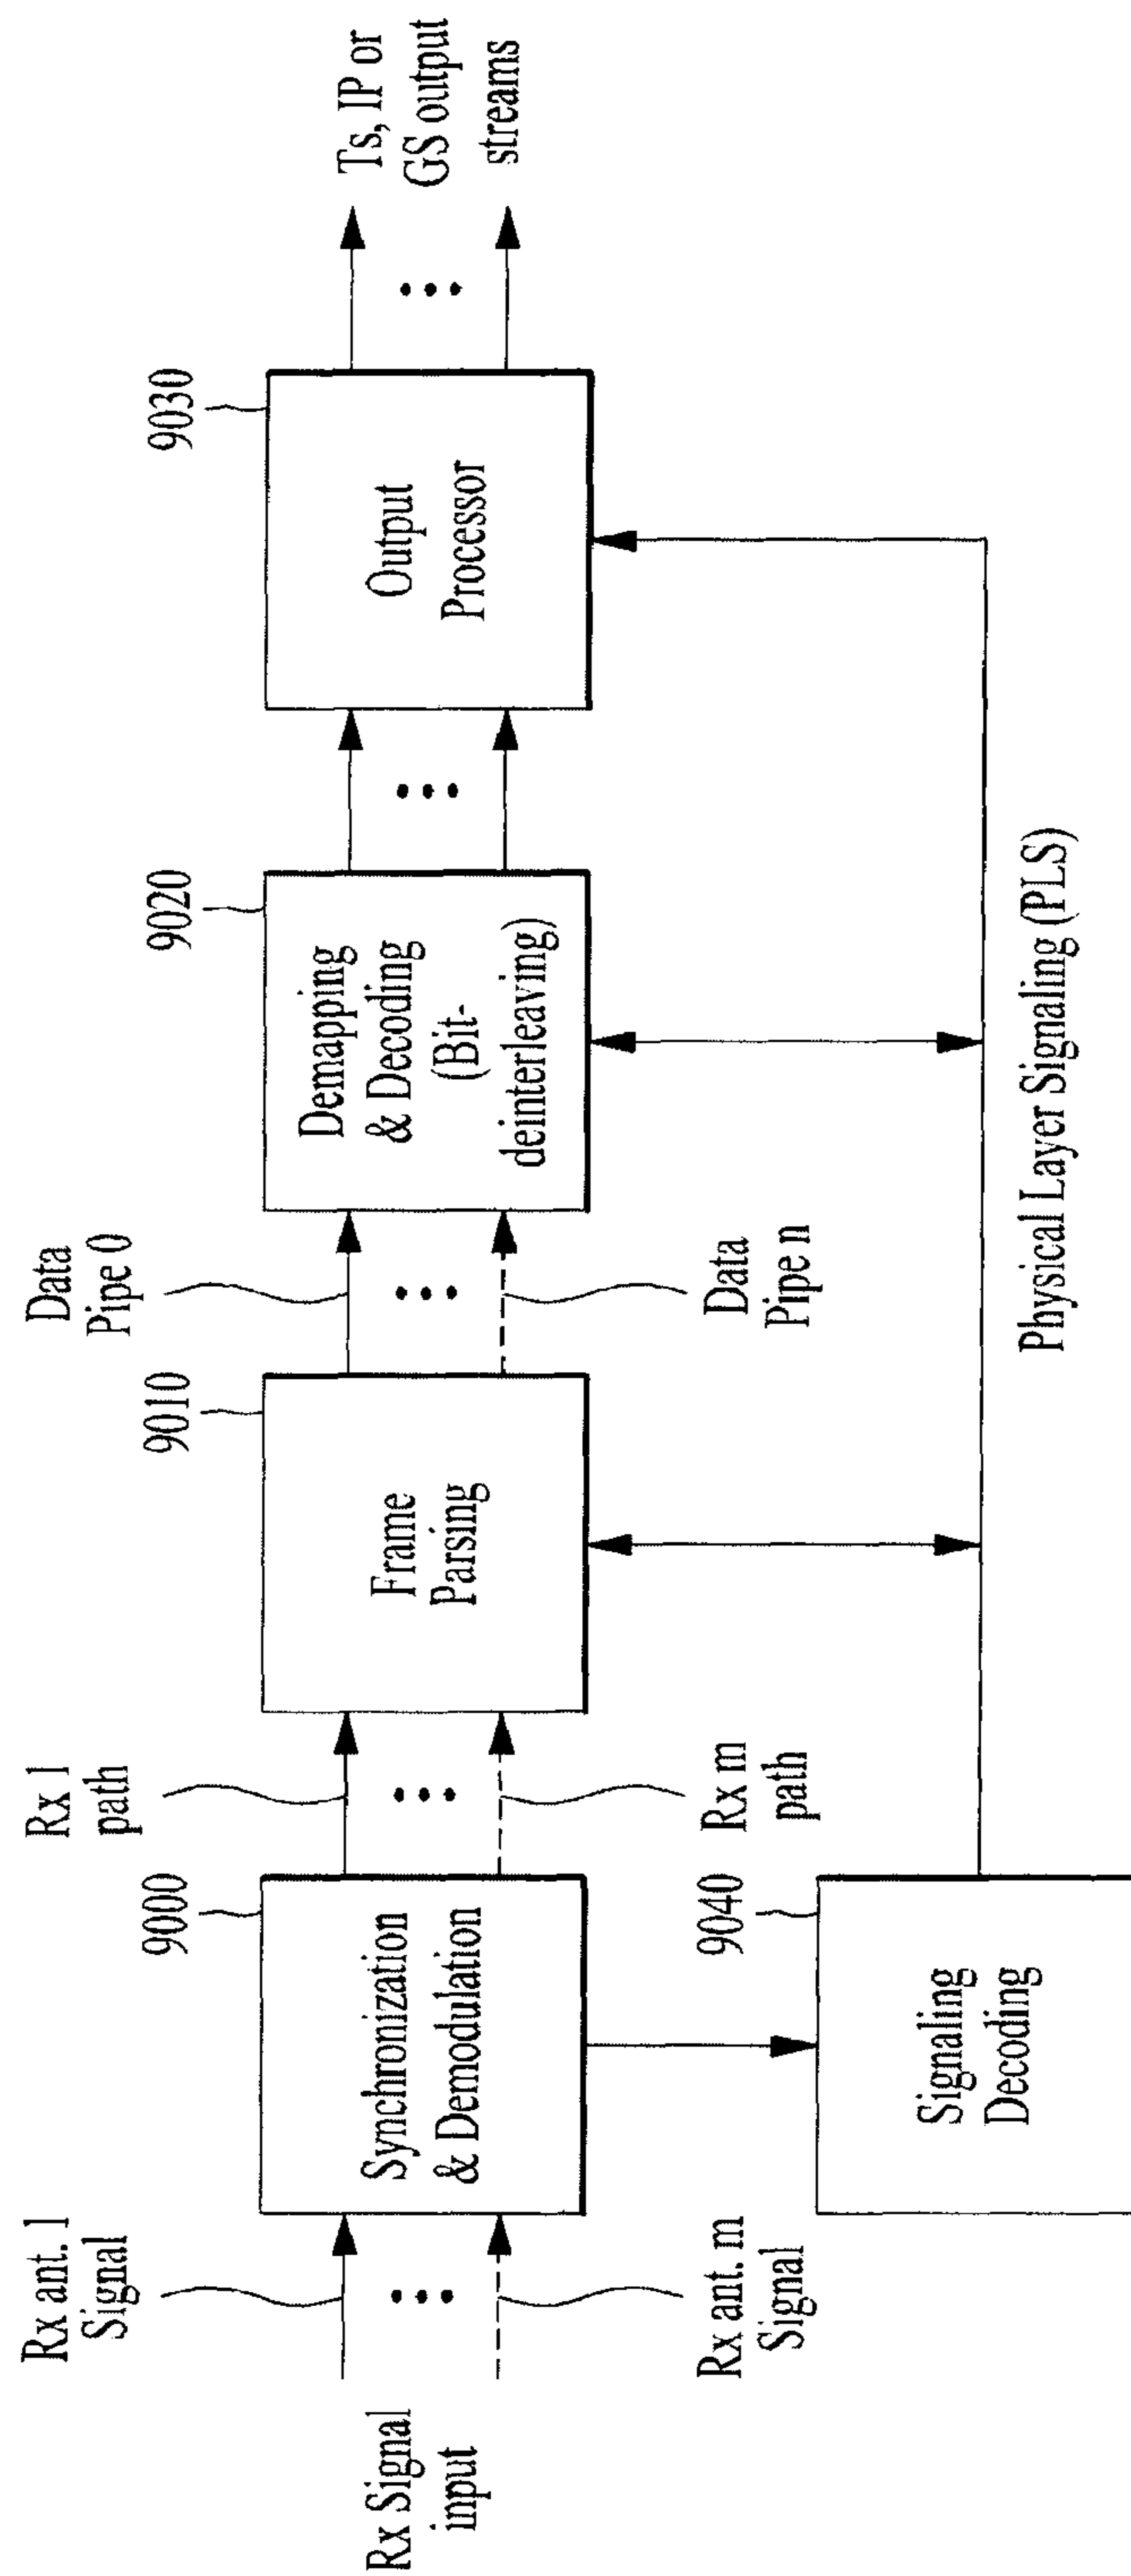 Rx Signal
input
Rx ant. 1
Signal
Rx ant. m
Signal
9000
Synchronization
& Demodulation
Rx 1
path
Rx m
path
9010
Frame
Parsing
Data
Pipe 0
Data
Pipe n
9020
Demapping
& Decoding
(Bit-
deinterleaving)
9030
Output
Processor
Ts, IP or
GS output
streams
9040
Signaling
Decoding
Physical Layer Signaling (PLS)